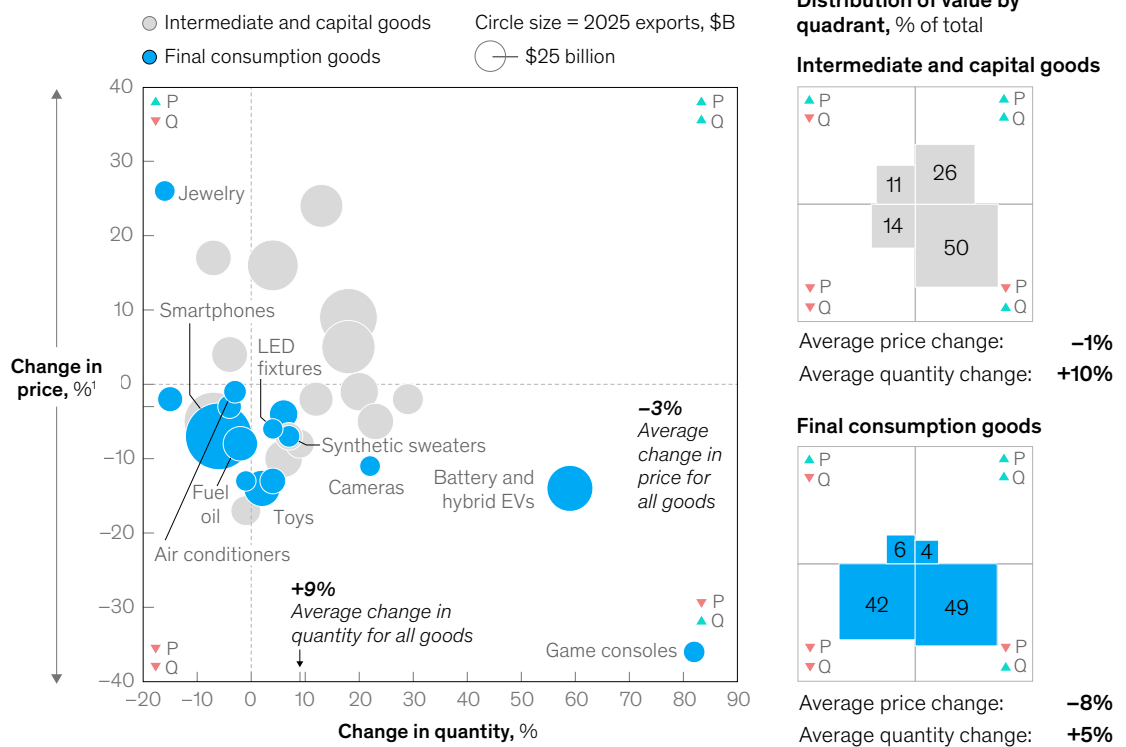 Distribution of value by
quadrant, % of total
Intermediate and capital goods
Final consumption goods
Circle size = 2025 exports, $B
$25 billion
40
30
20
10
0
−10
−20
−30
−40
Change in
price, %¹
P
Q
P
Q
Jewelry
Smartphones
LED
fixtures
Synthetic sweaters
Cameras
Battery and
hybrid EVs
Fuel
oil
Toys
Air conditioners
−3%
Average
change in
price for
all goods
+9%
Average change in
quantity for all goods
P
Q
Game consoles
P
Q
−20
−10
0
10
20
30
40
50
60
70
80
90
Change in quantity, %
Intermediate and capital goods
P
Q
P
Q
11
26
14
50
P
Q
P
Q
Average price change: −1%
Average quantity change: +10%
Final consumption goods
P
Q
P
Q
6
4
42
49
P
Q
P
Q
Average price change: −8%
Average quantity change: +5%